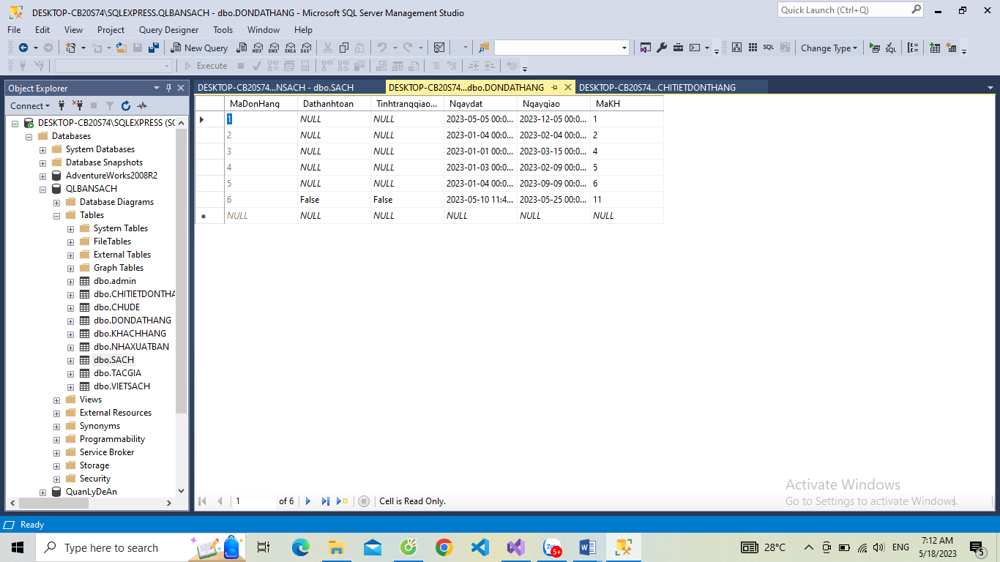 DESKTOP-CB20S74\SQLEXPRESS.QLBANSACH - dbo.DONDATHANG - Microsoft SQL Server Management Studio
Quick Launch (Ctrl+Q)
File Edit View Project Query Designer Tools Window Help
New Query MDX DMX XMLA DAX SQL Change Type SQL
Execute
Object Explorer
Connect
DESKTOP-CB20S74\SQLEXPRESS (SQ
Databases
System Databases
Database Snapshots
AdventureWorks2008R2
QLBANSACH
Database Diagrams
Tables
System Tables
FileTables
External Tables
Graph Tables
dbo.admin
dbo.CHITIETDONTHA
dbo.CHUDE
dbo.DONDATHANG
dbo.KHACHHANG
dbo.NHAXUATBAN
dbo.SACH
dbo.TACGIA
dbo.VIETSACH
Views
External Resources
Synonyms
Programmability
Service Broker
Storage
Security
QuanLyDeAn
DESKTOP-CB20S74...NSACH - dbo.SACH DESKTOP-CB20S74...dbo.DONDATHANG DESKTOP-CB20S74...CHITIETDONTHANG
MaDonHang Dathanhtoan Tinhtranggiao... Ngaydat Ngaygiao MaKH
1 NULL NULL 2023-05-05 00:0... 2023-12-05 00:0... 1
2 NULL NULL 2023-01-04 00:0... 2023-02-04 00:0... 2
3 NULL NULL 2023-01-01 00:0... 2023-03-15 00:0... 4
4 NULL NULL 2023-01-03 00:0... 2023-02-09 00:0... 5
5 NULL NULL 2023-01-04 00:0... 2023-09-09 00:0... 6
6 False False 2023-05-10 11:4... 2023-05-25 00:0... 11
NULL NULL NULL NULL NULL NULL
Activate Windows
Go to Settings to activate Windows.
1 of 6 Cell is Read Only.
Ready
Type here to search
5+
28°C
ENG
7:12 AM
5/18/2023
5